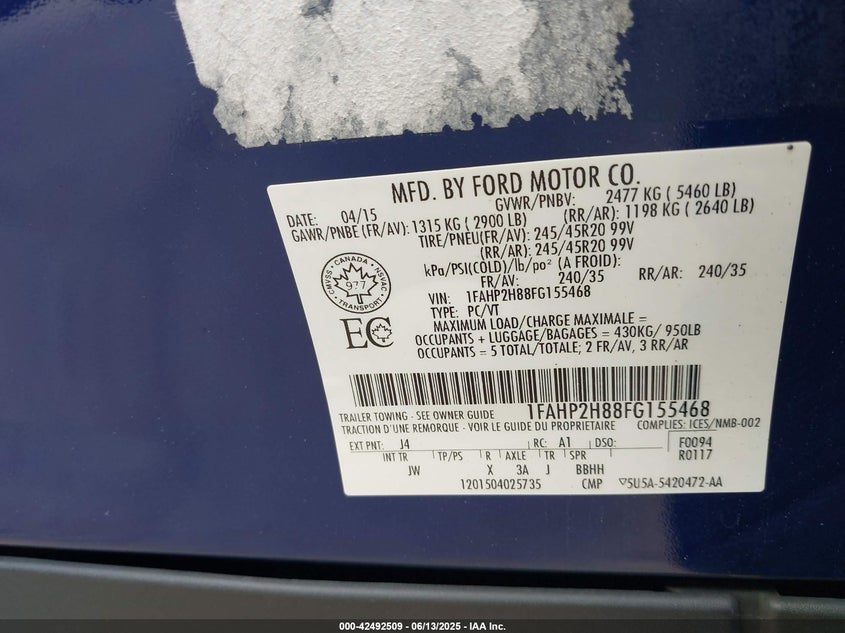 MFD. BY FORD MOTOR CO.
DATE: 04/15 GVWR/PNBV: 2477 KG ( 5460 LB)
GAWR/PNBE (FR/AV): 1315 KG ( 2900 LB) (RR/AR): 1198 KG ( 2640 LB)
TIRE/PNEU(FR/AV): 245/45R20 99V
(RR/AR): 245/45R20 99V
kPa/PSI(COLD)/lb/po² (A FROID):
FR/AV: 240/35 RR/AR: 240/35
CMVSS · CANADA · NSVAC
977
TRANSPORT
EC
VIN: 1FAHP2H88FG155468
TYPE: PC/VT
MAXIMUM LOAD/CHARGE MAXIMALE =
OCCUPANTS + LUGGAGE/BAGAGES = 430KG/ 950LB
OCCUPANTS = 5 TOTAL/TOTALE; 2 FR/AV, 3 RR/AR
TRAILER TOWING - SEE OWNER GUIDE 1FAHP2H88FG155468
TRACTION D'UNE REMORQUE - VOIR LE GUIDE DU PROPRIETAIRE COMPLIES: ICES/NMB-002
EXT PNT: J4 RC: A1 DSO: F0094
INT TR TP/PS R AXLE TR SPR R0117
JW X 3A J BBHH
1201504025735 CMP ▽5U5A-5420472-AA
000-42492509 - 06/13/2025 - IAA Inc.